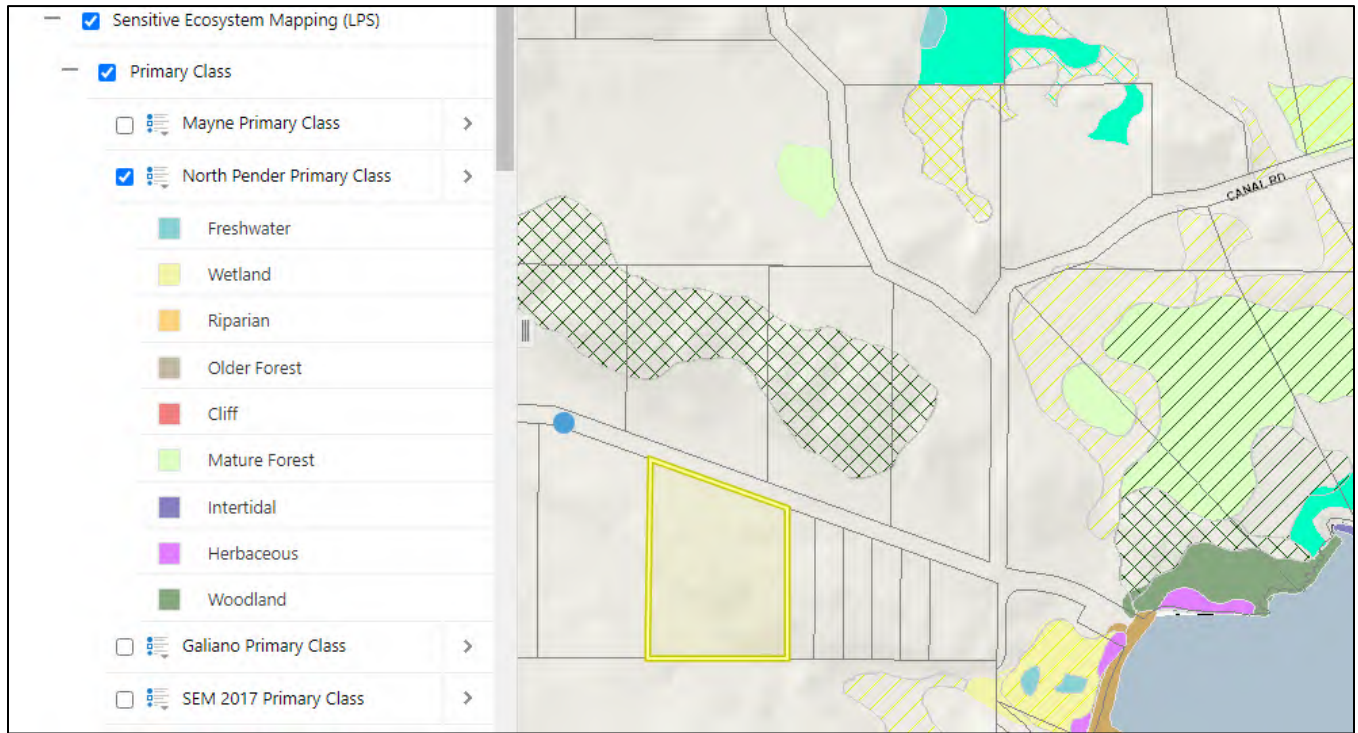 Sensitive Ecosystem Mapping (LPS)
Primary Class
Mayne Primary Class
North Pender Primary Class
Freshwater
Wetland
Riparian
Older Forest
Cliff
Mature Forest
Intertidal
Herbaceous
Woodland
Galiano Primary Class
SEM 2017 Primary Class
CANAL RD